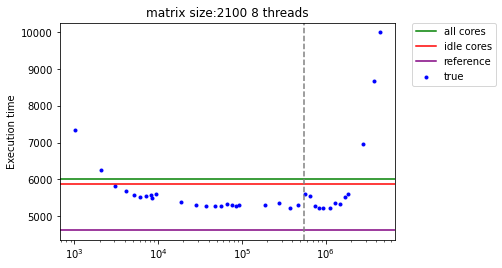 matrix size:2100 8 threads
10000
9000
8000
7000
6000
5000
Execution time
10³
10⁴
10⁵
10⁶
all cores
idle cores
reference
true